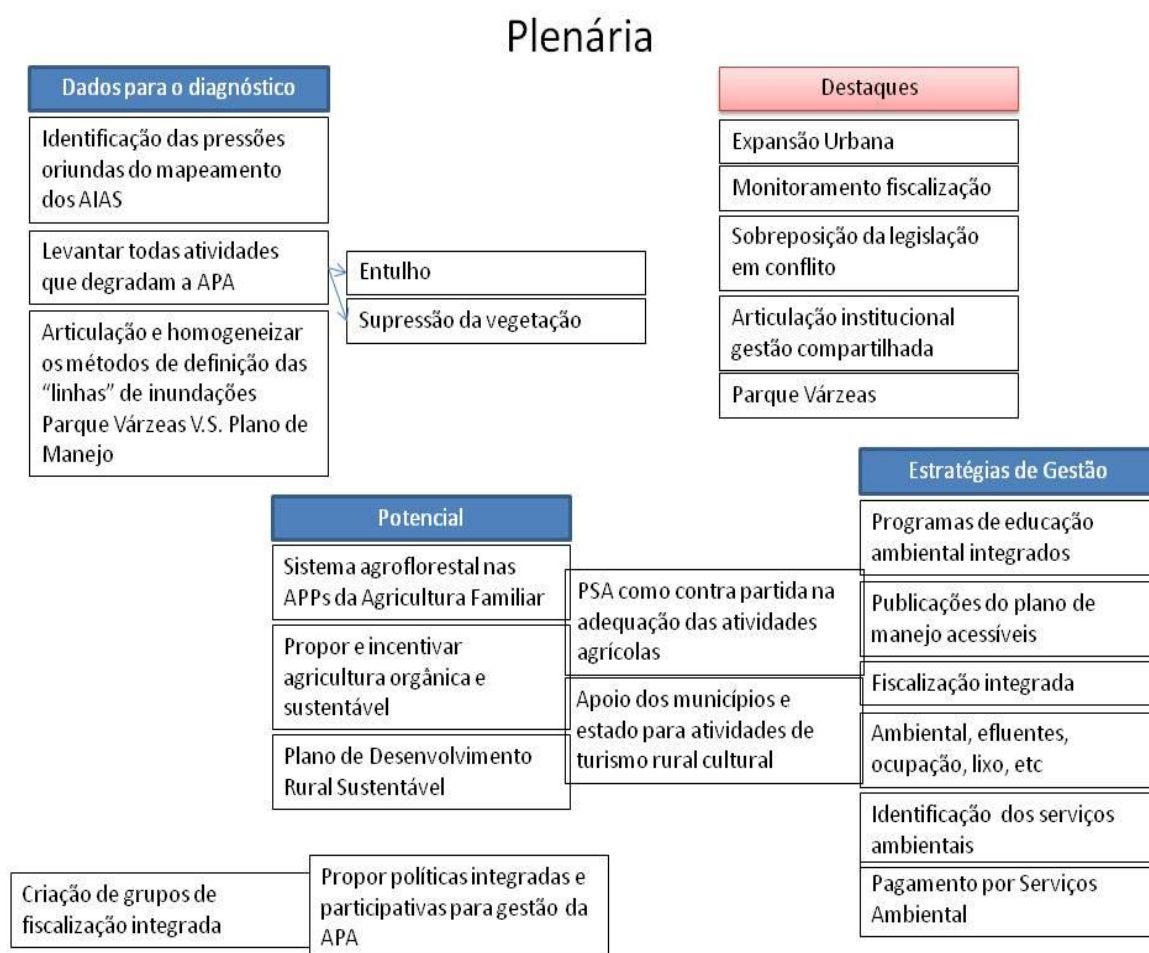 Plenária
Dados para o diagnóstico
Identificação das pressões
oriundas do mapeamento
dos AIAS
Levantar todas atividades
que degradam a APA
Entulho
Supressão da vegetação
Articulação e homogeneizar
os métodos de definição das
“linhas” de inundações
Parque Várzeas V.S. Plano de
Manejo
Destaques
Expansão Urbana
Monitoramento fiscalização
Sobreposição da legislação
em conflito
Articulação institucional
gestão compartilhada
Parque Várzeas
Potencial
Sistema agroflorestal nas
APPs da Agricultura Familiar
Propor e incentivar
agricultura orgânica e
sustentável
Plano de Desenvolvimento
Rural Sustentável
PSA como contra partida na
adequação das atividades
agrícolas
Apoio dos municípios e
estado para atividades de
turismo rural cultural
Estratégias de Gestão
Programas de educação
ambiental integrados
Publicações do plano de
manejo acessíveis
Fiscalização integrada
Ambiental, efluentes,
ocupação, lixo, etc
Identificação dos serviços
ambientais
Pagamento por Serviços
Ambiental
Criação de grupos de
fiscalização integrada
Propor políticas integradas e
participativas para gestão da
APA